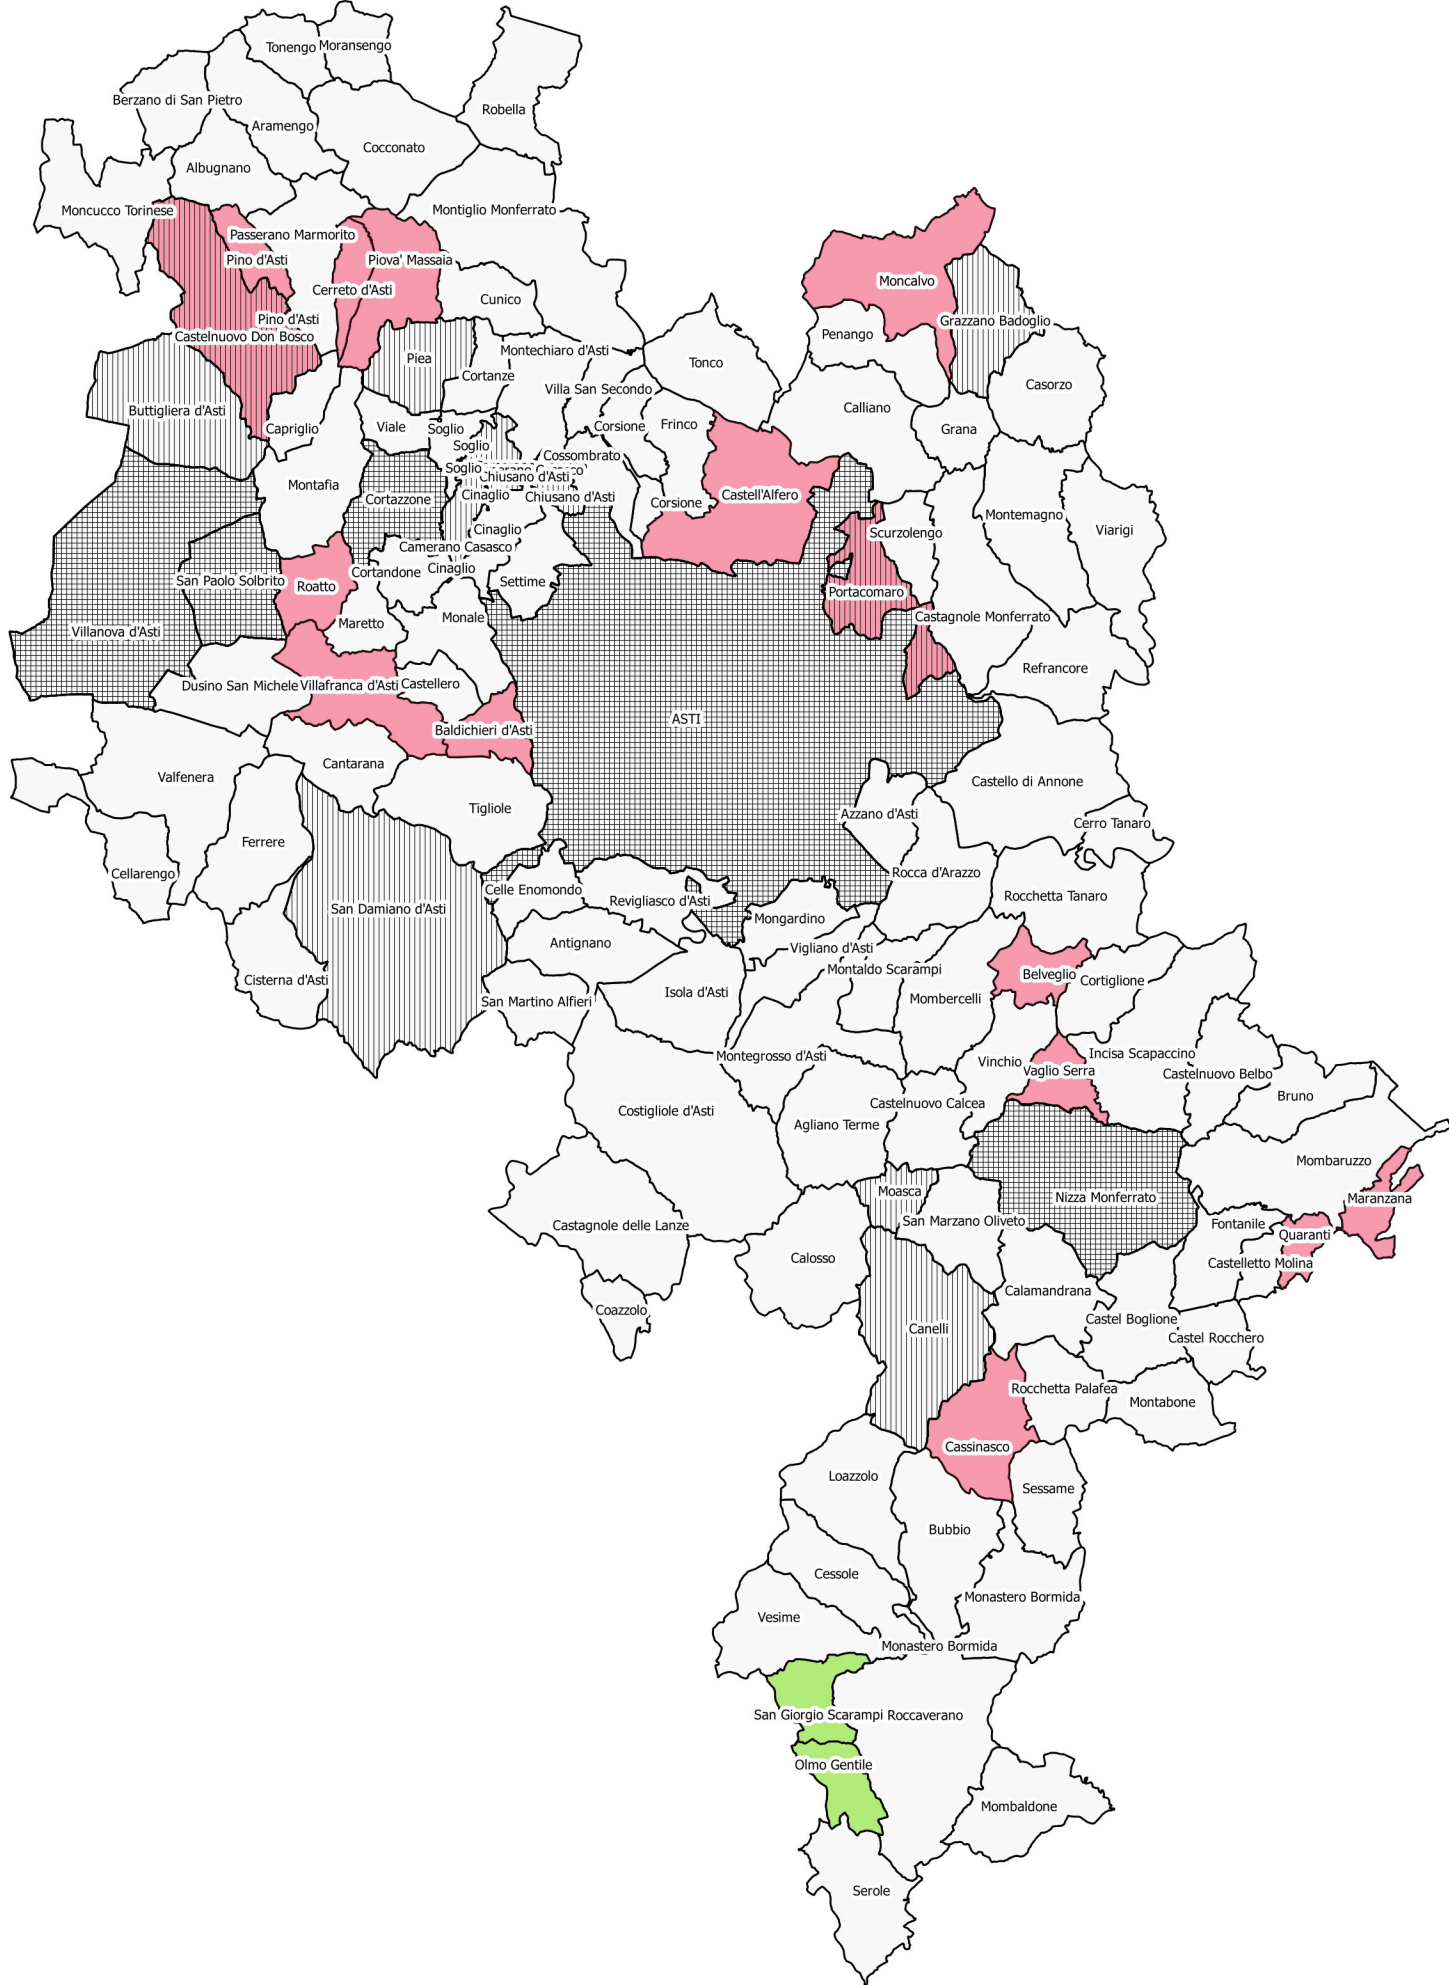 Tonengo
Moransengo
Berzano di San Pietro
Robella
Aramengo
Cocconato
Albugnano
Moncucco Torinese
Montiglio Monferrato
Passerano Marmorito
Pino d'Asti
Piova' Massaia
Moncalvo
Cerreto d'Asti
Cunico
Pino d'Asti
Grazzano Badoglio
Castelnuovo Don Bosco
Penango
Montechiaro d'Asti
Piea
Tonco
Cortanze
Casorzo
Villa San Secondo
Buttigliera d'Asti
Calliano
Viale
Soglio
Corsione
Frinco
Capriglio
Grana
Soglio
Cossombrato
Soglio
Chiusano d'Asti
Montafia
Cortazzone
Cinaglio
Chiusano d'Asti
Castell'Alfero
Corsione
Montemagno
Cinaglio
Viarigi
Scurzolengo
Camerano Casasco
Cinaglio
Cortandone
San Paolo Solbrito
Roatto
Settime
Portacomaro
Monale
Castagnole Monferrato
Maretto
Villanova d'Asti
Refrancore
Dusino San Michele
Villafranca d'Asti
Castellero
ASTI
Baldichieri d'Asti
Cantarana
Valfenera
Castello di Annone
Tigliole
Azzano d'Asti
Cerro Tanaro
Ferrere
Cellarengo
Rocca d'Arazzo
Celle Enomondo
Rocchetta Tanaro
Revigliasco d'Asti
San Damiano d'Asti
Mongardino
Antignano
Vigliano d'Asti
Montaldo Scarampi
Belveglio
Cisterna d'Asti
Cortiglione
Isola d'Asti
San Martino Alfieri
Mombercelli
Montegrosso d'Asti
Incisa Scapaccino
Vinchio
Vaglio Serra
Castelnuovo Belbo
Bruno
Castelnuovo Calcea
Costigliole d'Asti
Agliano Terme
Mombaruzzo
Moasca
Nizza Monferrato
Maranzana
San Marzano Oliveto
Castagnole delle Lanze
Fontanile
Quaranti
Calosso
Castelletto Molina
Calamandrana
Coazzolo
Castel Boglione
Canelli
Castel Rocchero
Rocchetta Palafea
Montabone
Cassinasco
Loazzolo
Sessame
Bubbio
Cessole
Monastero Bormida
Vesime
Monastero Bormida
San Giorgio Scarampi
Roccaverano
Olmo Gentile
Mombaldone
Serole